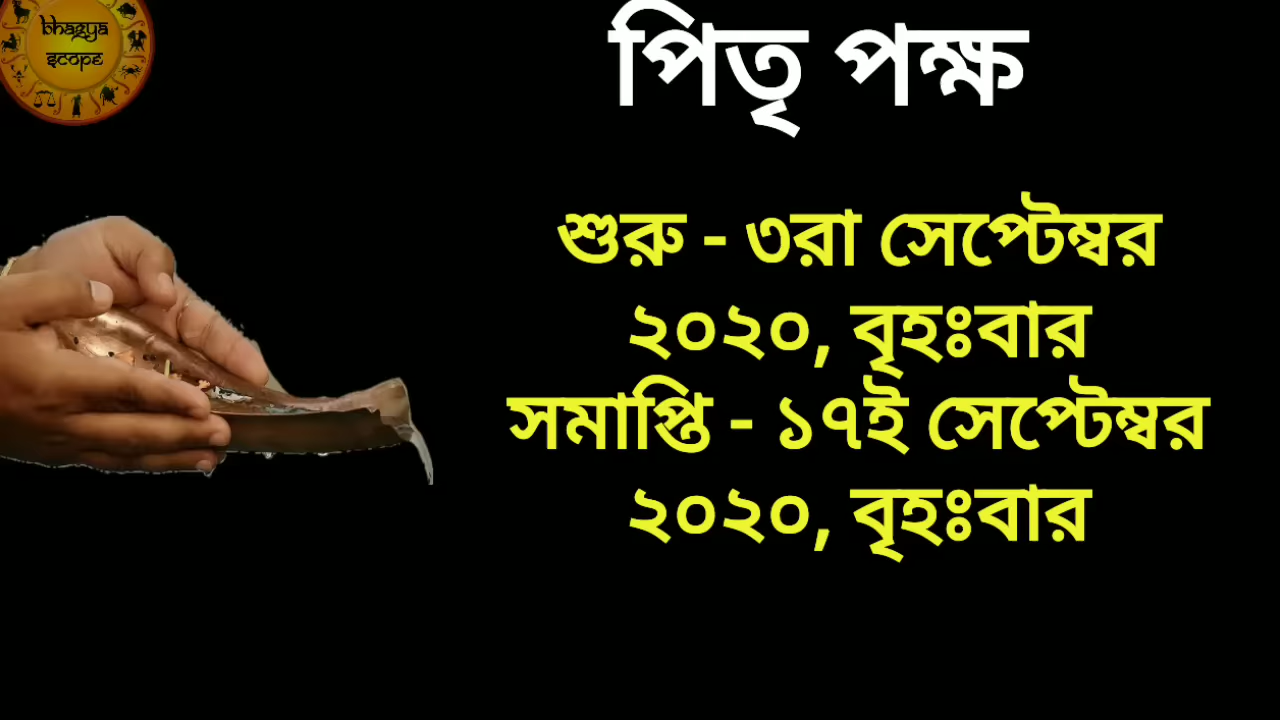 bhagya
scope
পিতৃ পক্ষ
শুরু - ৩রা সেপ্টেম্বর
২০২০, বৃহঃবার
সমাপ্তি - ১৭ই সেপ্টেম্বর
২০২০, বৃহঃবার